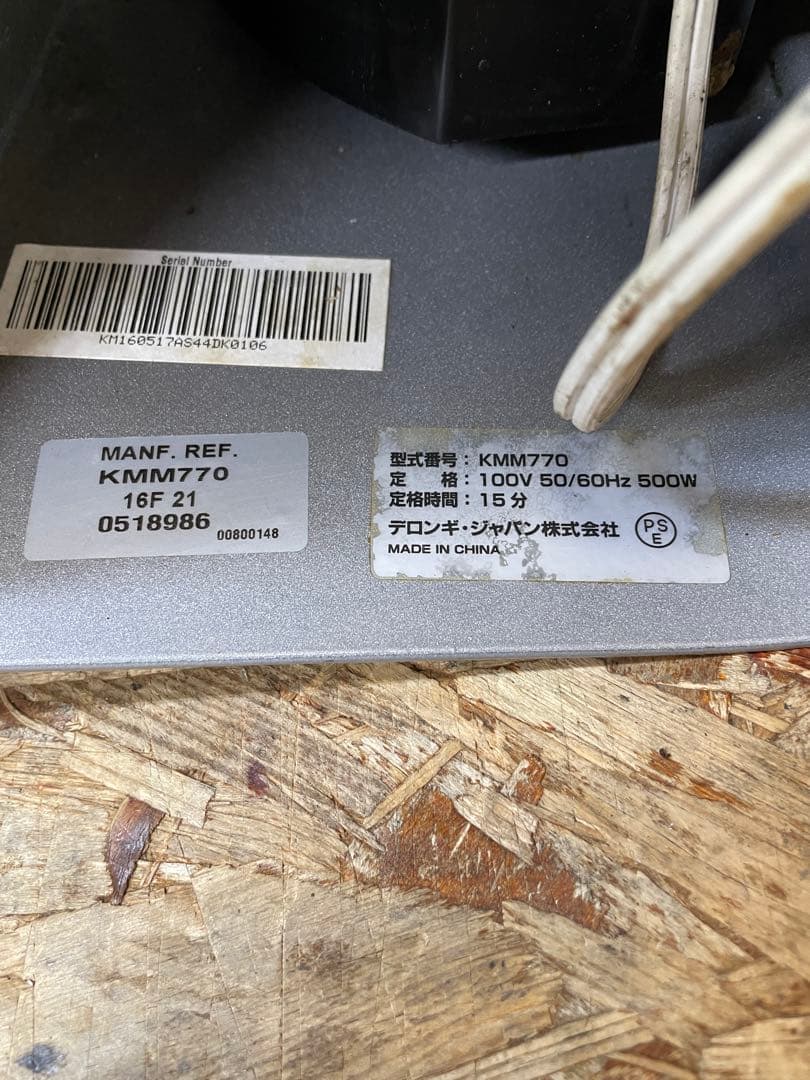 Serial Number
KM160517AS44DK0106
MANF. REF.
KMM770
16F 21
0518986
00800148
型式番号：KMM770
定　格：100V 50/60Hz 500W
定格時間：15分
デロンギ・ジャパン株式会社
PS
E
MADE IN CHINA